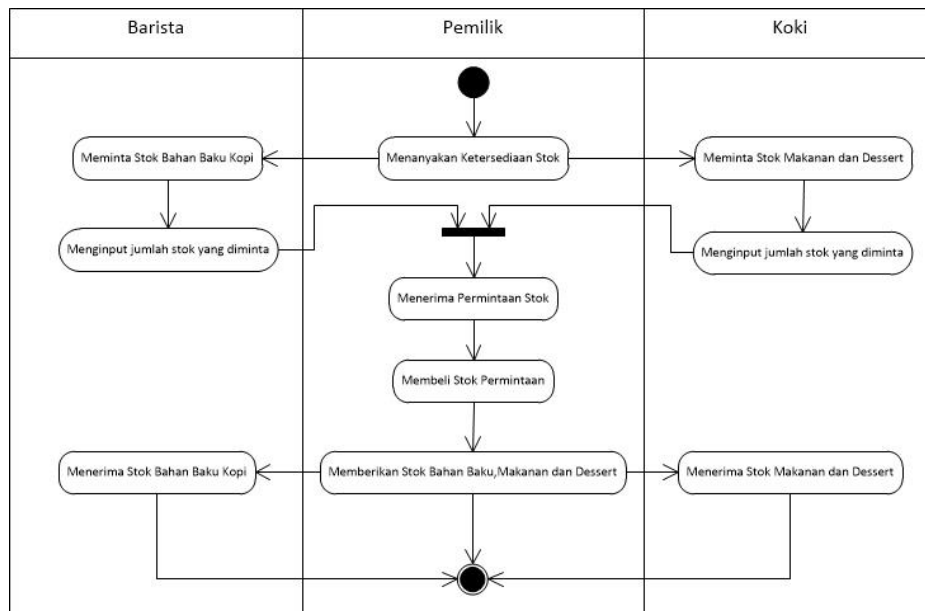 Barista
Pemilik
Koki
Meminta Stok Bahan Baku Kopi
Menanyakan Ketersediaan Stok
Meminta Stok Makanan dan Dessert
Menginput jumlah stok yang diminta
Menginput jumlah stok yang diminta
Menerima Permintaan Stok
Membeli Stok Permintaan
Menerima Stok Bahan Baku Kopi
Memberikan Stok Bahan Baku,Makanan dan Dessert
Menerima Stok Makanan dan Dessert